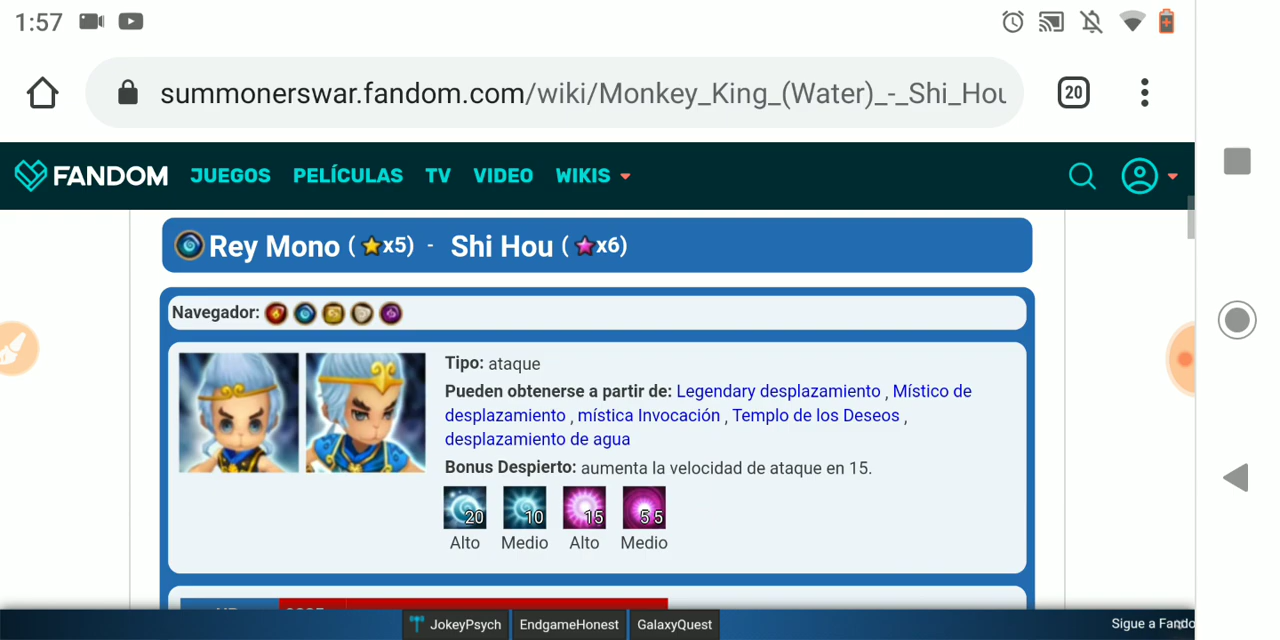 1:57
summonerswar.fandom.com/wiki/Monkey_King_(Water)_-_Shi_Hou
20
FANDOM JUEGOS PELÍCULAS TV VIDEO WIKIS
Rey Mono ( x5) - Shi Hou ( x6)
Navegador:
Tipo: ataque
Pueden obtenerse a partir de: Legendary desplazamiento , Místico de
desplazamiento , mística Invocación , Templo de los Deseos ,
desplazamiento de agua
Bonus Despierto: aumenta la velocidad de ataque en 15.
20 10 15 5 5
Alto Medio Alto Medio
JokeyPsych EndgameHonest GalaxyQuest
Sigue a Fando